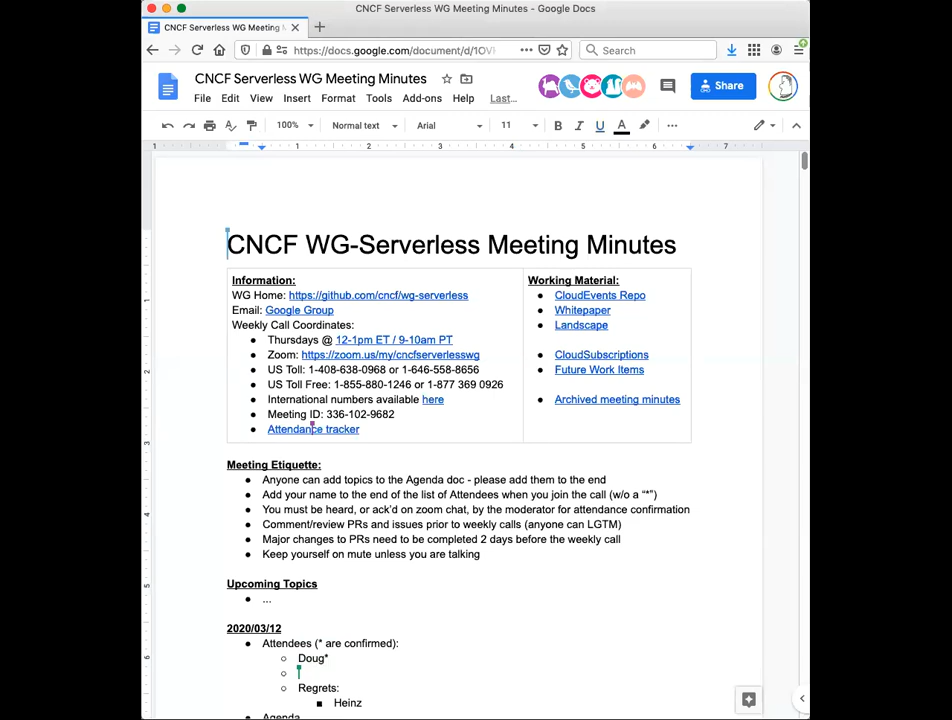 CNCF Serverless WG Meeting Minutes - Google Docs
CNCF Serverless WG Meeting M
https://docs.google.com/document/d/1OV
Search
CNCF Serverless WG Meeting Minutes
Share
File Edit View Insert Format Tools Add-ons Help Last...
100% Normal text Arial 11 B I U A
1 1 2 3 4 5 6 7
CNCF WG-Serverless Meeting Minutes
Information:
WG Home: https://github.com/cncf/wg-serverless
Email: Google Group
Weekly Call Coordinates:
● Thursdays @ 12-1pm ET / 9-10am PT
● Zoom: https://zoom.us/my/cncfserverlesswg
● US Toll: 1-408-638-0968 or 1-646-558-8656
● US Toll Free: 1-855-880-1246 or 1-877 369 0926
● International numbers available here
● Meeting ID: 336-102-9682
● Attendance tracker
Working Material:
● CloudEvents Repo
● Whitepaper
● Landscape
● CloudSubscriptions
● Future Work Items
● Archived meeting minutes
Meeting Etiquette:
● Anyone can add topics to the Agenda doc - please add them to the end
● Add your name to the end of the list of Attendees when you join the call (w/o a “*”)
● You must be heard, or ack’d on zoom chat, by the moderator for attendance confirmation
● Comment/review PRs and issues prior to weekly calls (anyone can LGTM)
● Major changes to PRs need to be completed 2 days before the weekly call
● Keep yourself on mute unless you are talking
Upcoming Topics
● ...
2020/03/12
● Attendees (* are confirmed):
○ Doug*
○
○ Regrets:
■ Heinz
● Agenda